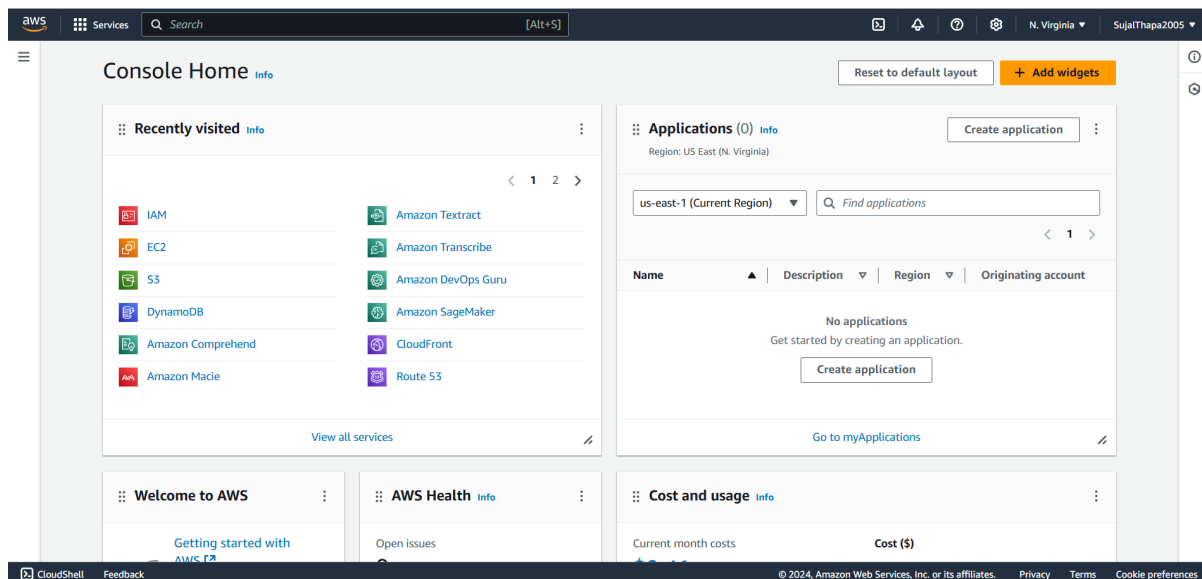 aws
Services
Search
[Alt+S]
N. Virginia
SujalThapa2005
Console Home Info
Reset to default layout
+ Add widgets
Recently visited Info
1 2
IAM
EC2
S3
DynamoDB
Amazon Comprehend
Amazon Macie
Amazon Textract
Amazon Transcribe
Amazon DevOps Guru
Amazon SageMaker
CloudFront
Route 53
View all services
Applications (0) Info
Region: US East (N. Virginia)
Create application
us-east-1 (Current Region)
Find applications
1
Name Description Region Originating account
No applications
Get started by creating an application.
Create application
Go to myApplications
Welcome to AWS
Getting started with
AWS
AWS Health Info
Open issues
Cost and usage Info
Current month costs
Cost ($)
CloudShell Feedback
© 2024, Amazon Web Services, Inc. or its affiliates. Privacy Terms Cookie preferences